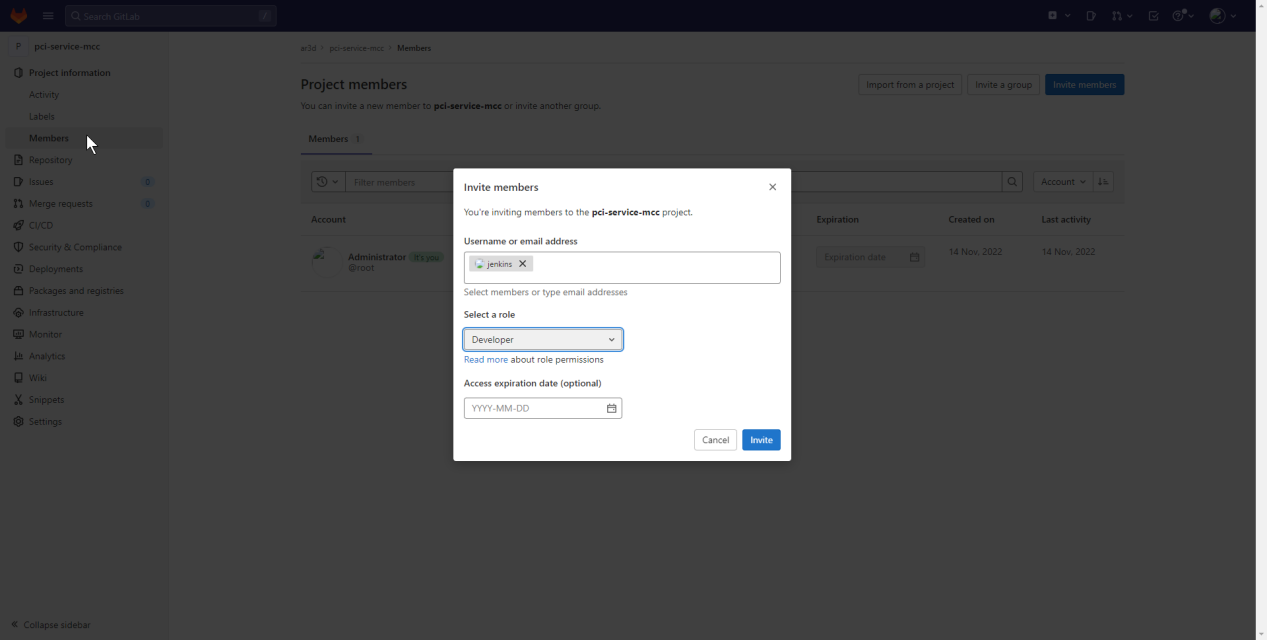 Search GitLab /
P pci-service-mcc
Project information
Activity
Labels
Members
Repository
Issues 0
Merge requests 0
CI/CD
Security & Compliance
Deployments
Packages and registries
Infrastructure
Monitor
Analytics
Wiki
Snippets
Settings
Collapse sidebar
ac3d › pci-service-mcc › Members
Project members
Import from a project
Invite a group
Invite members
You can invite a new member to pci-service-mcc or invite another group.
Members 1
Filter members
Account
Account
Expiration
Created on
Last activity
Administrator It's you
@root
Expiration date
14 Nov, 2022
14 Nov, 2022
Invite members
You're inviting members to the pci-service-mcc project.
Username or email address
jenkins
Select members or type email addresses
Select a role
Developer
Read more about role permissions
Access expiration date (optional)
YYYY-MM-DD
Cancel
Invite